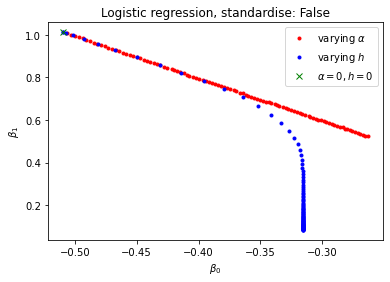 Logistic regression, standardise: False
varying α
varying h
α = 0, h = 0
β₁
1.0
0.8
0.6
0.4
0.2
−0.50
−0.45
−0.40
−0.35
−0.30
β₀